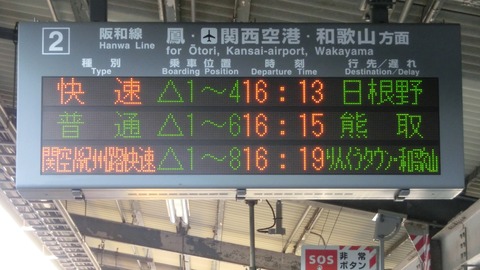 2 阪和線 鳳・関西空港・和歌山方面
Hanwa Line for Ōtori, Kansai-airport, Wakayama
種別 乗車位置 時刻 行先/遅れ
Type Boarding Position Departure Time Destination/Delay
快速 △1〜4 16:13 日根野
普通 △1〜6 16:15 熊取
関空/紀州路快速 △1〜8 16:19 りんくうタウン・和歌山
SOS 非常ボタン